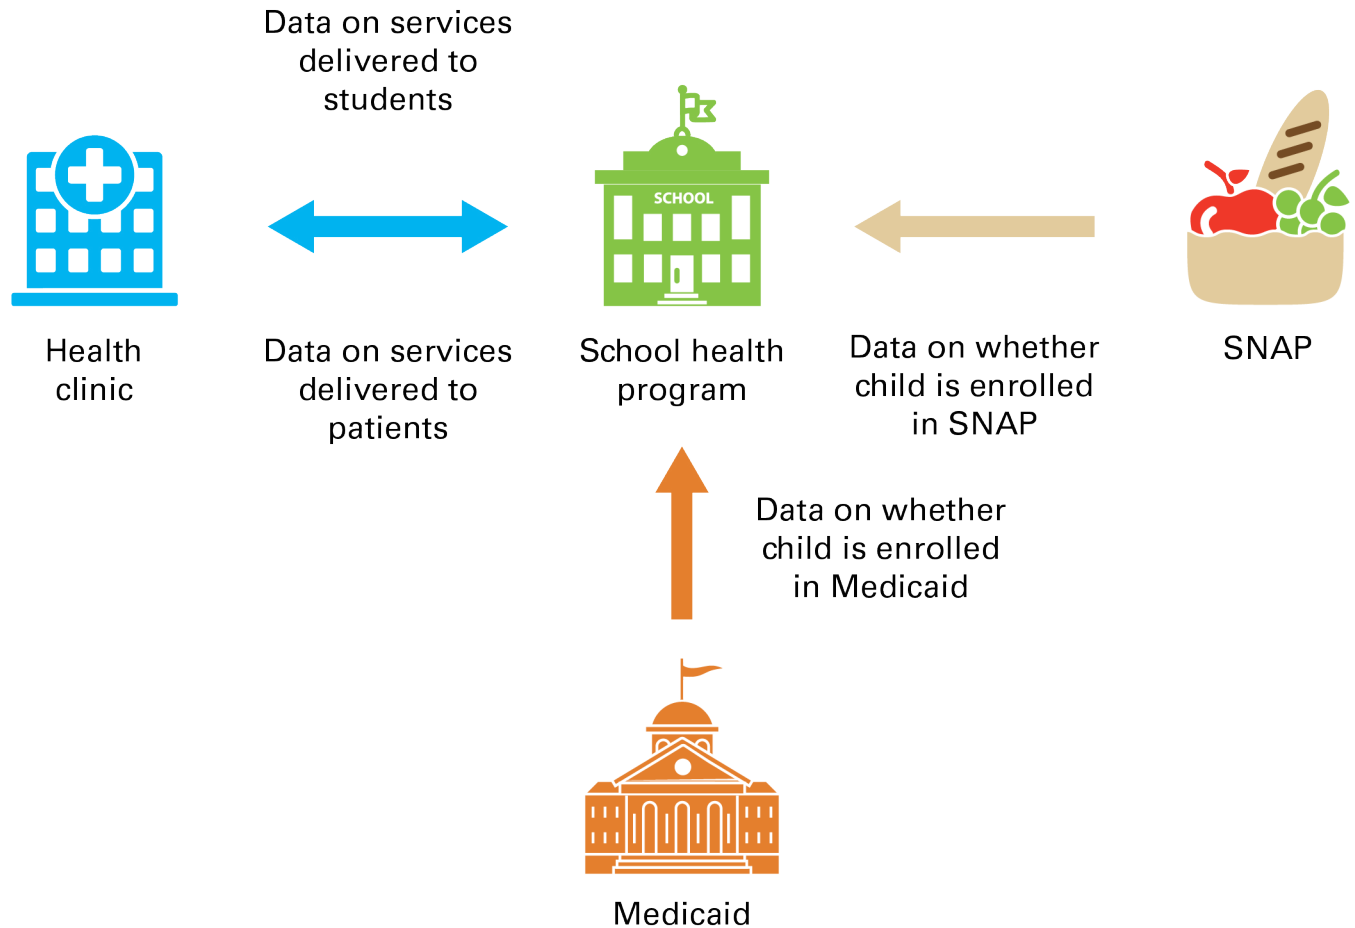 Data on services
delivered to
students
SCHOOL
Health
clinic
Data on services
delivered to
patients
School health
program
Data on whether
child is enrolled
in SNAP
SNAP
Data on whether
child is enrolled
in Medicaid
Medicaid